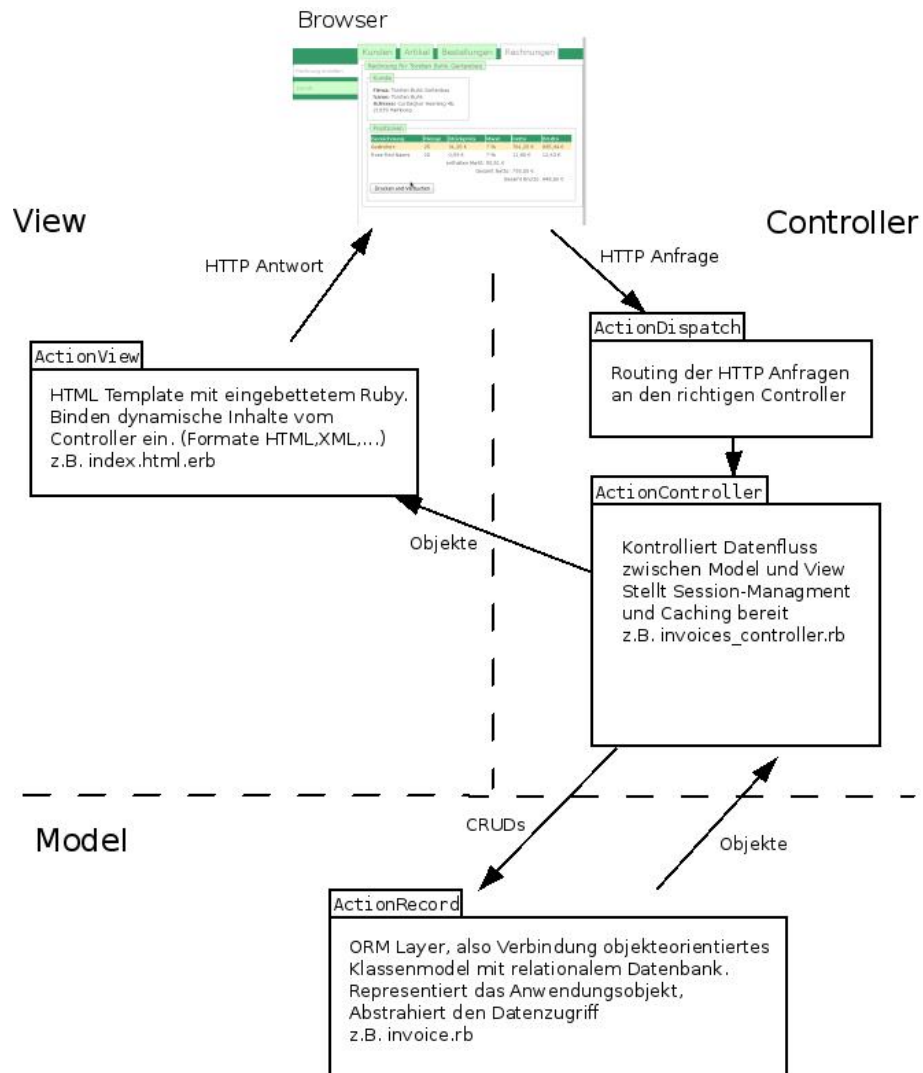 Browser
Kunden Artikel Bestellungen Rechnungen
Kunde
Positionen
View
Controller
HTTP Antwort
HTTP Anfrage
ActionDispatch
Routing der HTTP Anfragen
an den richtigen Controller
ActionView
HTML Template mit eingebettetem Ruby.
Binden dynamische Inhalte vom
Controller ein. (Formate HTML,XML,...)
z.B. index.html.erb
ActionController
Kontrolliert Datenfluss
zwischen Model und View
Stellt Session-Managment
und Caching bereit
z.B. invoices_controller.rb
Objekte
CRUDs
Objekte
Model
ActionRecord
ORM Layer, also Verbindung objekteorientiertes
Klassenmodel mit relationalem Datenbank.
Representiert das Anwendungsobjekt,
Abstrahiert den Datenzugriff
z.B. invoice.rb